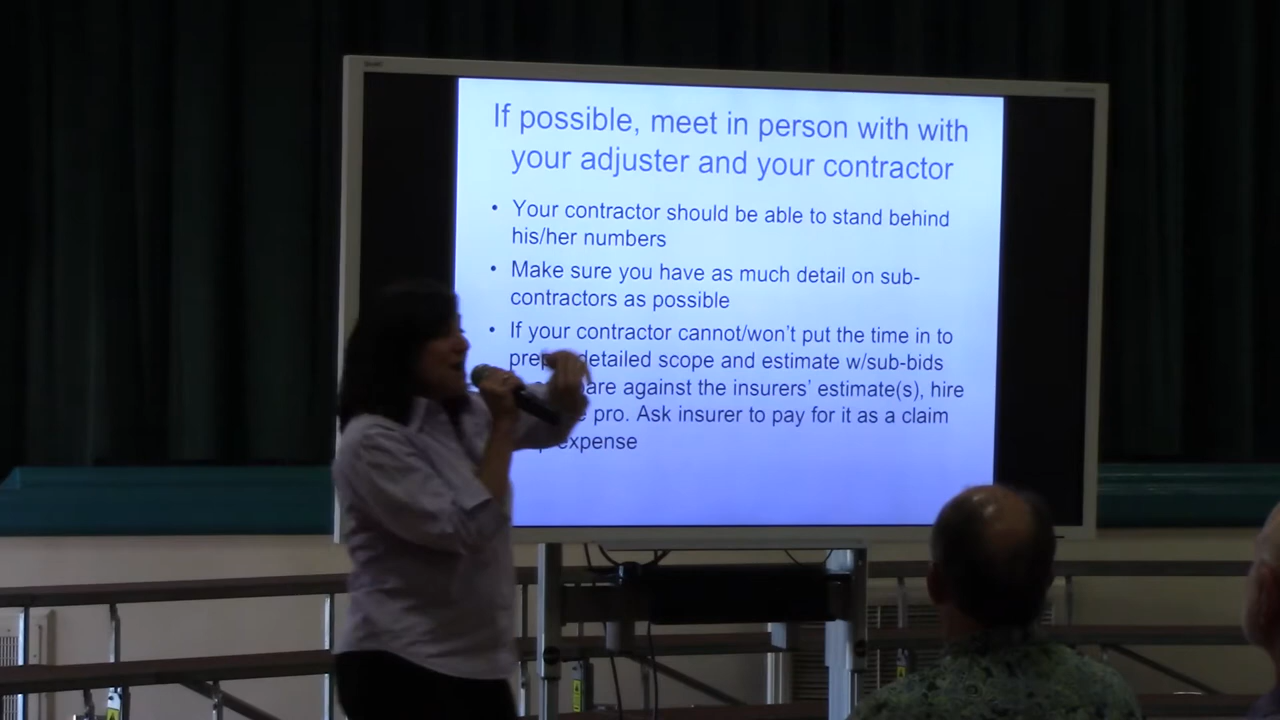 If possible, meet in person with with
your adjuster and your contractor
• Your contractor should be able to stand behind
his/her numbers
• Make sure you have as much detail on sub-
contractors as possible
• If your contractor cannot/won't put the time in to
detailed scope and estimate w/sub-bids
against the insurers' estimate(s), hire
pro. Ask insurer to pay for it as a claim
expense